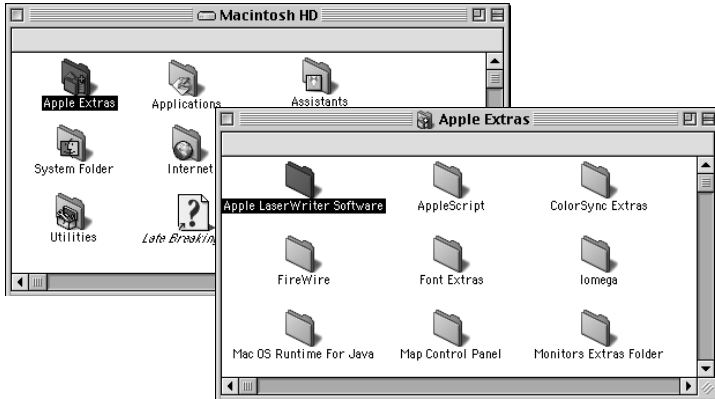 Macintosh HD
Apple Extras
Applications
Assistants
System Folder
Internet
Utilities
Late Breaking
Apple Extras
Apple LaserWriter Software
AppleScript
ColorSync Extras
FireWire
Font Extras
Iomega
Mac OS Runtime For Java
Map Control Panel
Monitors Extras Folder